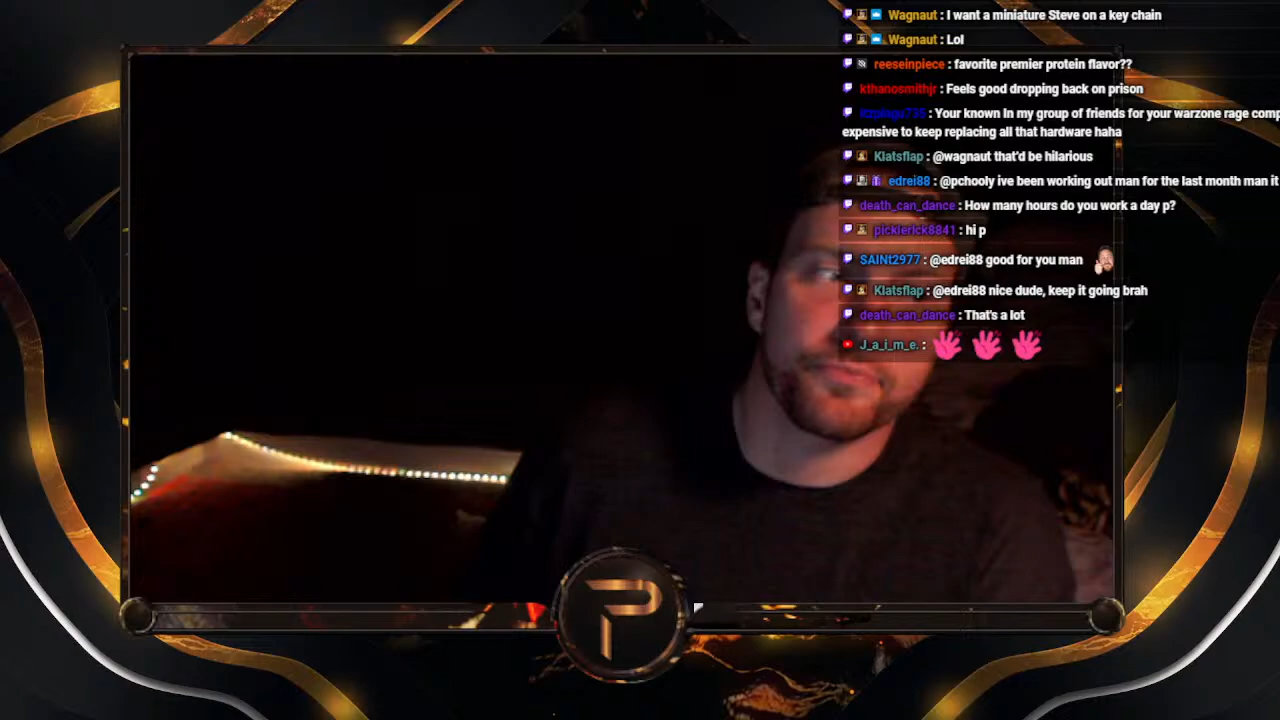 Wagnaut : I want a miniature Steve on a key chain
Wagnaut : Lol
reeseinpiece : favorite premier protein flavor??
kthanosmithjr : Feels good dropping back on prison
: Your known In my group of friends for your warzone rage comp
expensive to keep replacing all that hardware haha
Klatsflap : @wagnaut that'd be hilarious
edrei88 : @pchooly ive been working out man for the last month man it
death_can_dance : How many hours do you work a day p?
picklerick8841 : hi p
SAINt2977 : @edrei88 good for you man
Klatsflap : @edrei88 nice dude, keep it going brah
death_can_dance : That's a lot
J_a_i_m_e. :
P